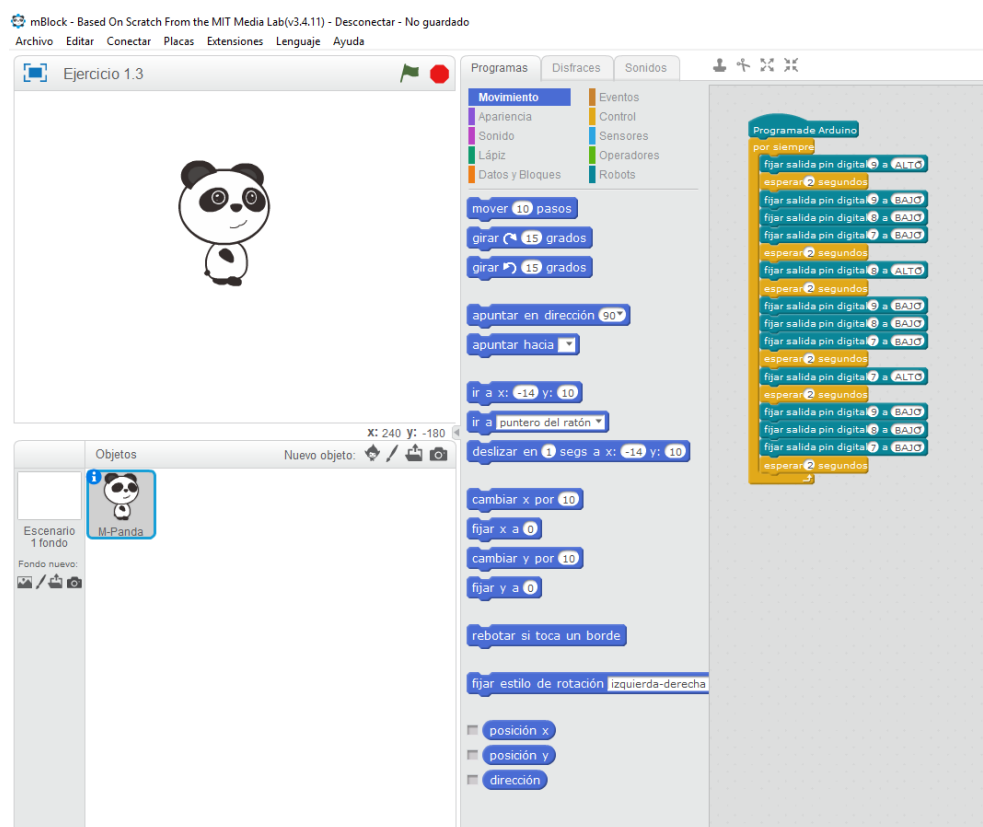 mBlock - Based On Scratch From the MIT Media Lab(v3.4.11) - Desconectar - No guardado
Archivo Editar Conectar Placas Extensiones Lenguaje Ayuda
Ejercicio 1.3
X: 240 Y: -180
Objetos
Nuevo objeto:
Escenario
1 fondo
Fondo nuevo:
M-Panda
Programas Disfraces Sonidos
Movimiento Eventos
Apariencia Control
Sonido Sensores
Lápiz Operadores
Datos y Bloques Robots
mover 10 pasos
girar 15 grados
girar 15 grados
apuntar en dirección 90
apuntar hacia
ir a x: -14 y: 10
ir a puntero del ratón
deslizar en 1 segs a x: -14 y: 10
cambiar x por 10
fijar x a 0
cambiar y por 10
fijar y a 0
rebotar si toca un borde
fijar estilo de rotación izquierda-derecha
posición x
posición y
dirección
Programade Arduino
por siempre
fijar salida pin digital 9 a ALTO
esperar 2 segundos
fijar salida pin digital 9 a BAJO
fijar salida pin digital 8 a BAJO
fijar salida pin digital 7 a BAJO
esperar 2 segundos
fijar salida pin digital 8 a ALTO
esperar 2 segundos
fijar salida pin digital 9 a BAJO
fijar salida pin digital 8 a BAJO
fijar salida pin digital 7 a BAJO
esperar 2 segundos
fijar salida pin digital 7 a ALTO
esperar 2 segundos
fijar salida pin digital 9 a BAJO
fijar salida pin digital 8 a BAJO
fijar salida pin digital 7 a BAJO
esperar 2 segundos